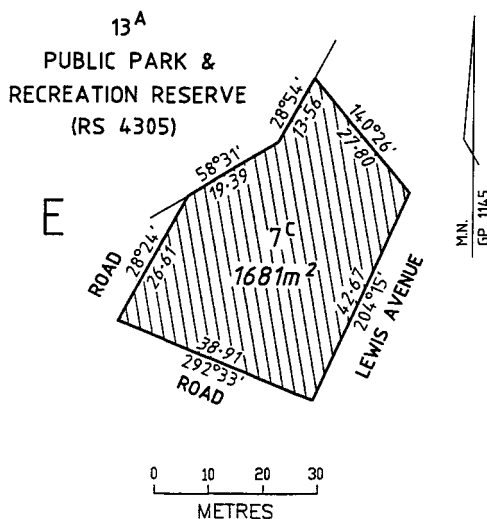 13A
PUBLIC PARK &
RECREATION RESERVE
(RS 4305)
28°54'
13·56
140°26'
27·80
58°31'
19·39
E
7C
1681m²
ROAD
28°24'
26·61
42·67
204°15'
LEWIS AVENUE
38·91
292°33'
ROAD
M.N.
GP. 1145
0 10 20 30
METRES